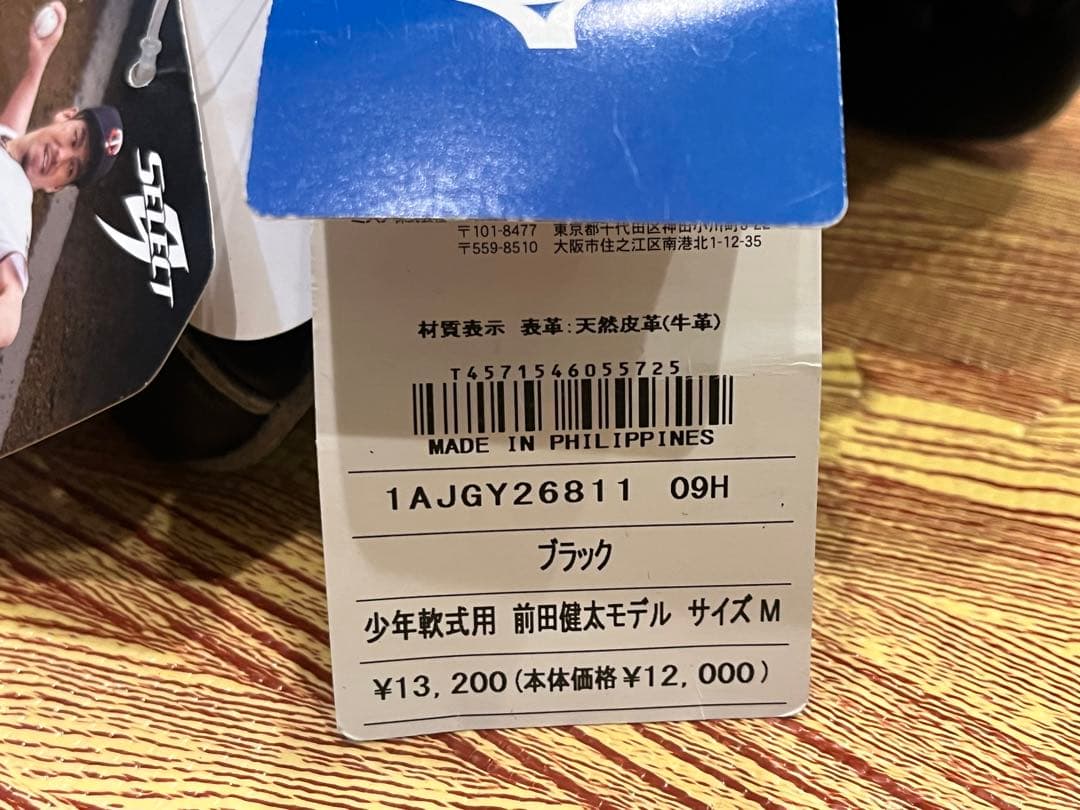 SELECT
〒101-8477 東京都千代田区神田小川町3-22
〒559-8510 大阪市住之江区南港北1-12-35
材質表示 表革:天然皮革(牛革)
T4571546055725
MADE IN PHILIPPINES
1AJGY26811 09H
ブラック
少年軟式用 前田健太モデル サイズM
¥13,200(本体価格¥12,000)